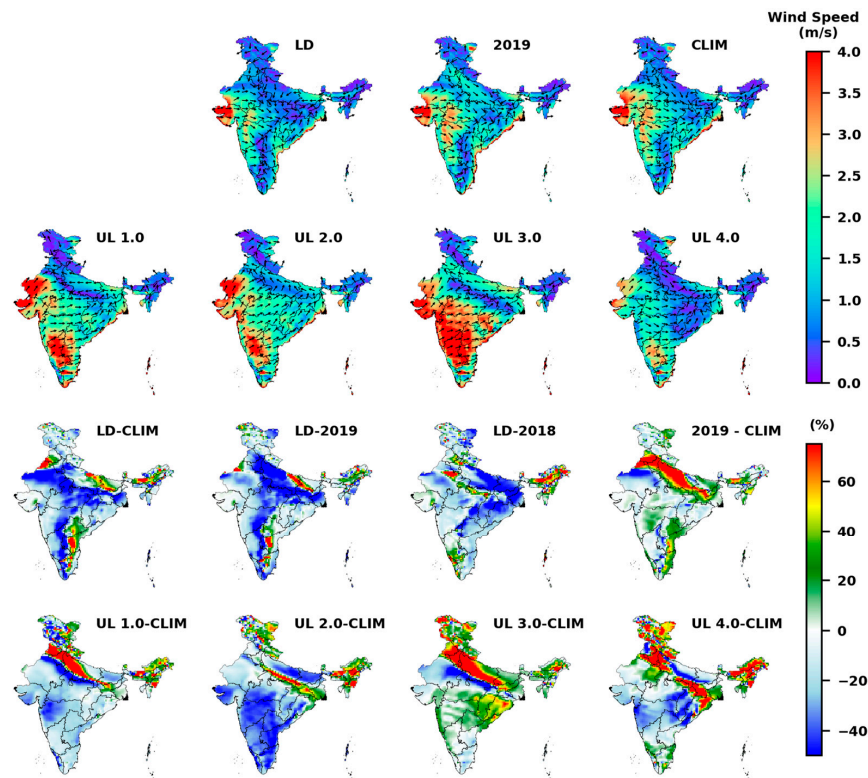 Wind Speed
(m/s)
LD
2019
CLIM
4.0
3.5
3.0
2.5
2.0
1.5
1.0
0.5
0.0
UL 1.0
UL 2.0
UL 3.0
UL 4.0
(%)
LD-CLIM
LD-2019
LD-2018
2019 - CLIM
60
40
20
0
-20
-40
UL 1.0-CLIM
UL 2.0-CLIM
UL 3.0-CLIM
UL 4.0-CLIM